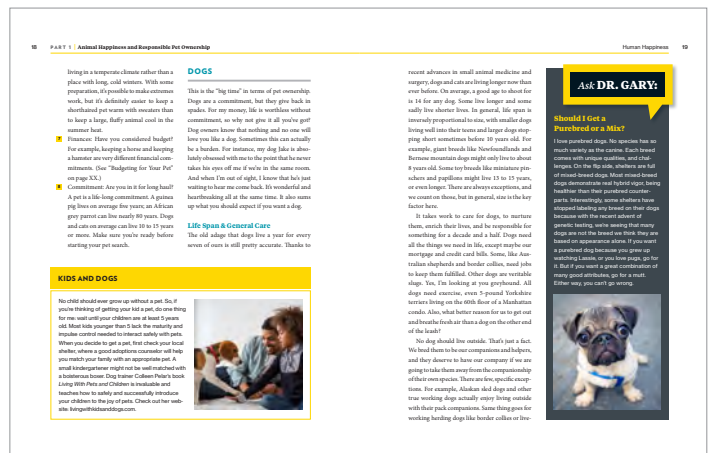 18 PART 1 | Animal Happiness and Responsible Pet Ownership
living in a temperate climate rather than a
place with long, cold winters. With some
preparation, it's possible to make extremes
work, but it's definitely easier to keep a
shorthaired pet warm with sweaters than
to keep a large, fluffy animal cool in the
summer heat.
7 Finances: Have you considered budget?
For example, keeping a horse and keeping
a hamster are very different financial com-
mitments. (See "Budgeting for Your Pet"
on page XX.)
8 Commitment: Are you in it for long haul?
A pet is a life-long commitment. A guinea
pig lives on average five years; an African
grey parrot can live nearly 80 years. Dogs
and cats on average can live 10 to 15 years
or more. Make sure you're ready before
starting your pet search.
DOGS
This is the "big time" in terms of pet ownership.
Dogs are a commitment, but they give back in
spades. For my money, life is worthless without
commitment, so why not give it all you've got?
Dog owners know that nothing and no one will
love you like a dog. Sometimes this can actually
be a burden. For instance, my dog Jake is abso-
lutely obsessed with me to the point that he never
takes his eyes off me if we're in the same room.
And when I'm out of sight, I know that he's just
waiting to hear me come back. It's wonderful and
heartbreaking all at the same time. It also sums
up what you should expect if you want a dog.
Life Span & General Care
The old adage that dogs live a year for every
seven of ours is still pretty accurate. Thanks to
KIDS AND DOGS
No child should ever grow up without a pet. So, if
you're thinking of getting your kid a pet, do one thing
for me: wait until your children are at least 5 years
old. Most kids younger than 5 lack the maturity and
impulse control needed to interact safely with pets.
When you decide to get a pet, first check your local
shelter, where a good adoptions counselor will help
you match your family with an appropriate pet. A
small kindergartener might not be well matched with
a boisterous boxer. Dog trainer Colleen Pelar's book
Living With Pets and Children is invaluable and
teaches how to safely and successfully introduce
your children to the joy of pets. Check out her web-
site: livingwithkidsanddogs.com.
Human Happiness 19
recent advances in small animal medicine and
surgery, dogs and cats are living longer now than
ever before. On average, a good age to shoot for
is 14 for any dog. Some live longer and some
sadly live shorter lives. In general, life span is
inversely proportional to size, with smaller dogs
living well into their teens and larger dogs stop-
ping short sometimes before 10 years old. For
example, giant breeds like Newfoundlands and
Bernese mountain dogs might only live to about
8 years old. Some toy breeds like miniature pin-
schers and papillons might live 13 to 15 years,
or even longer. There are always exceptions, and
we count on those, but in general, size is the key
factor here.
It takes work to care for dogs, to nurture
them, enrich their lives, and be responsible for
something for a decade and a half. Dogs need
all the things we need in life, except maybe our
mortgage and credit card bills. Some, like Aus-
tralian shepherds and border collies, need jobs
to keep them fulfilled. Other dogs are veritable
slugs. Yes, I'm looking at you greyhound. All
dogs need exercise, even 5-pound Yorkshire
terriers living on the 60th floor of a Manhattan
condo. Also, what better reason for us to get out
and breathe fresh air than a dog on the other end
of the leash?
No dog should live outside. That's just a fact.
We bred them to be our companions and helpers,
and they deserve to have our company if we are
going to take them away from the companionship
of their own species. There are few, specific excep-
tions. For example, Alaskan sled dogs and other
true working dogs actually enjoy living outside
with their pack companions. Same thing goes for
working herding dogs like border collies or live-
Ask DR. GARY:
Should I Get a
Purebred or a Mix?
I love purebred dogs. No species has so
much variety as the canine. Each breed
comes with unique qualities, and chal-
lenges. On the flip side, shelters are full
of mixed-breed dogs. Most mixed-breed
dogs demonstrate real hybrid vigor, being
healthier than their purebred counter-
parts. Interestingly, some shelters have
stopped labeling any breed on their dogs
because with the recent advent of
genetic testing, we're seeing that many
dogs are not the breed we think they are
based on appearance alone. If you want
a purebred because you grew up
watching Lassie, or you love pugs, go for
it. But if you want a great combination of
many good attributes, go for a mutt.
Either way, you can't go wrong.